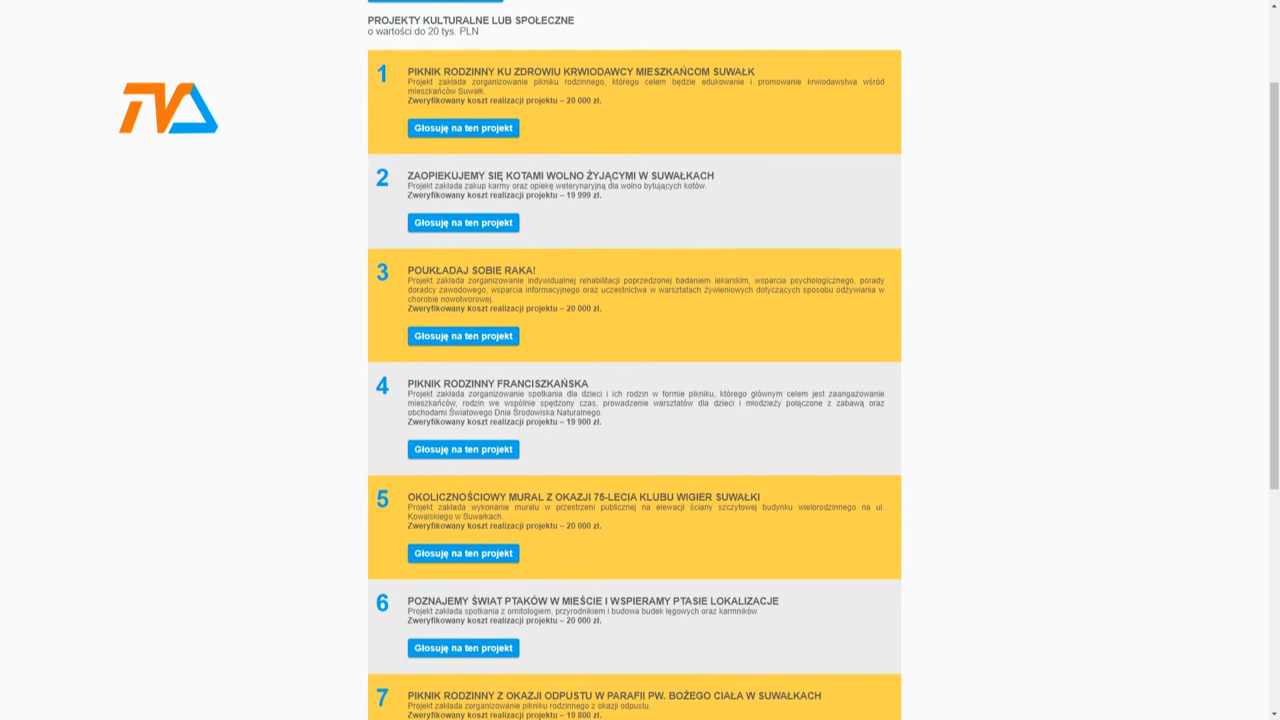 PROJEKTY KULTURALNE LUB SPOŁECZNE
o wartości do 20 tys. PLN
TVA
1
PIKNIK RODZINNY KU ZDROWIU KRWIODAWCY MIESZKAŃCOM SUWAŁK
Projekt zakłada zorganizowanie pikniku rodzinnego, którego celem będzie edukowanie i promowanie krwiodawstwa wśród
mieszkańców Suwałk.
Zweryfikowany koszt realizacji projektu – 20 000 zł.
Głosuję na ten projekt
2
ZAOPIEKUJEMY SIĘ KOTAMI WOLNO ŻYJĄCYMI W SUWAŁKACH
Projekt zakłada zakup karmy oraz opiekę weterynaryjną dla wolno bytujących kotów.
Zweryfikowany koszt realizacji projektu – 19 999 zł.
Głosuję na ten projekt
3
POUKŁADAJ SOBIE RAKA!
Projekt zakłada zorganizowanie indywidualnej rehabilitacji poprzedzonej badaniem lekarskim, wsparcia psychologicznego, porady
doradcy zawodowego, wsparcia informacyjnego oraz uczestnictwa w warsztatach żywieniowych dotyczących sposobu odżywiania w
chorobie nowotworowej.
Zweryfikowany koszt realizacji projektu – 20 000 zł.
Głosuję na ten projekt
4
PIKNIK RODZINNY FRANCISZKAŃSKA
Projekt zakłada zorganizowanie spotkania dla dzieci i ich rodzin w formie pikniku, którego głównym celem jest zaangażowanie
mieszkańców, rodzin we wspólnie spędzony czas, prowadzenie warsztatów dla dzieci i młodzieży połączone z zabawą oraz
obchodami Światowego Dnia Środowiska Naturalnego.
Zweryfikowany koszt realizacji projektu – 19 900 zł.
Głosuję na ten projekt
5
OKOLICZNOŚCIOWY MURAL Z OKAZJI 75-LECIA KLUBU WIGIER SUWAŁKI
Projekt zakłada wykonanie muralu w przestrzeni publicznej na elewacji ściany szczytowej budynku wielorodzinnego na ul.
Kowalskiego w Suwałkach.
Zweryfikowany koszt realizacji projektu – 20 000 zł.
Głosuję na ten projekt
6
POZNAJEMY ŚWIAT PTAKÓW W MIEŚCIE I WSPIERAMY PTASIE LOKALIZACJE
Projekt zakłada spotkania z ornitologiem, przyrodnikiem i budowa budek lęgowych oraz karmników.
Zweryfikowany koszt realizacji projektu – 20 000 zł.
Głosuję na ten projekt
7
PIKNIK RODZINNY Z OKAZJI ODPUSTU W PARAFII PW. BOŻEGO CIAŁA W SUWAŁKACH
Projekt zakłada zorganizowanie pikniku rodzinnego z okazji odpustu.
Zweryfikowany koszt realizacji projektu – 19 800 zł.